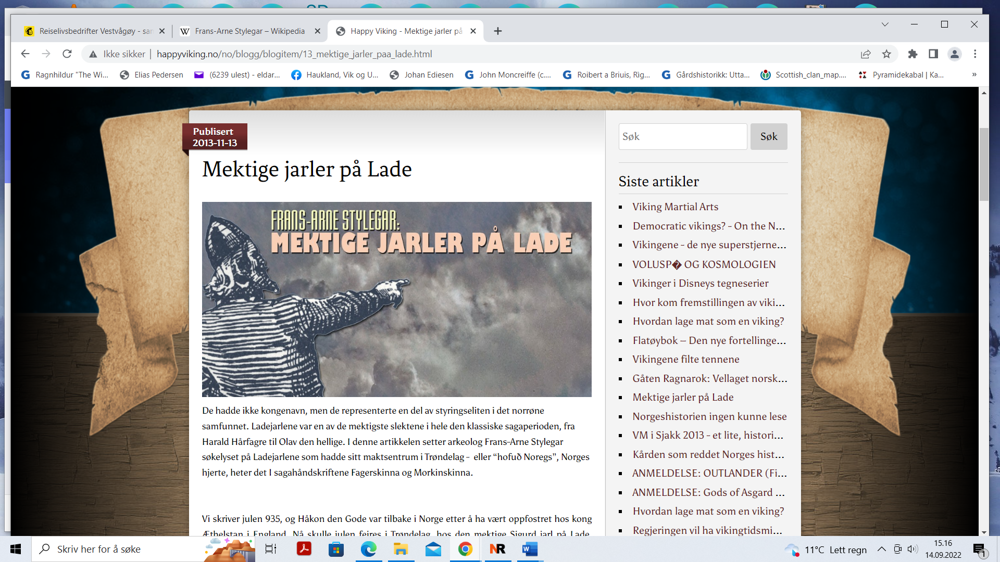 Reiselivsbedrifter Vestvågøy - sa
Frans-Arne Stylegar – Wikipedia
Happy Viking - Mektige jarler på
Ikke sikker
happyviking.no/no/blogg/blogitem/13_mektige_jarler_paa_lade.html
Ragnhildur "The Wi...
Elias Pedersen
(6239 ulest) - eldar...
Haukland, Vik og U...
Johan Ediesen
John Moncreiffe (c....
Roibert a Briuis, Rig...
Gårdshistorikk: Utta...
Scottish_clan_map....
Pyramidekabal | Ka...
»
Publisert
2013-11-13
Mektige jarler på Lade
FRANS-ARNE STYLEGAR:
MEKTIGE JARLER PÅ LADE
De hadde ikke kongenavn, men de representerte en del av styringseliten i det norrøne
samfunnet. Ladejarlene var en av de mektigste slektene i hele den klassiske sagaperioden, fra
Harald Hårfagre til Olav den hellige. I denne artikkelen setter arkeolog Frans-Arne Stylegar
søkelyset på Ladejarlene som hadde sitt maktsentrum i Trøndelag - eller “hofuð Noregs”, Norges
hjerte, heter det I sagahåndskriftene Fagerskinna og Morkinskinna.
Vi skriver julen 935, og Håkon den Gode var tilbake i Norge etter å ha vært oppfostret hos kong
Æthelstan i England. Nå skulle julen feires i Trøndelag, hos den mektige Sigurd jarl på Lade.
Søk
Søk
Siste artikler
Viking Martial Arts
Democratic vikings? - On the N...
Vikingene - de nye superstjerne...
VOLUSP� OG KOSMOLOGIEN
Vikinger i Disneys tegneserier
Hvor kom fremstillingen av viki...
Hvordan lage mat som en viking?
Flatøybok – Den nye fortellinge...
Vikingene filte tennene
Gåten Ragnarok: Vellaget norsk...
Mektige jarler på Lade
Norgeshistorien ingen kunne lese
VM i Sjakk 2013 - et lite, histori...
Kården som reddet Norges hist...
ANMELDELSE: OUTLANDER (Fi...
ANMELDELSE: Gods of Asgard ...
Hvordan lage mat som en viking?
Regjeringen vil ha vikingtidsmi...
Skriv her for å søke
NR
11°C Lett regn
15.16
14.09.2022
1